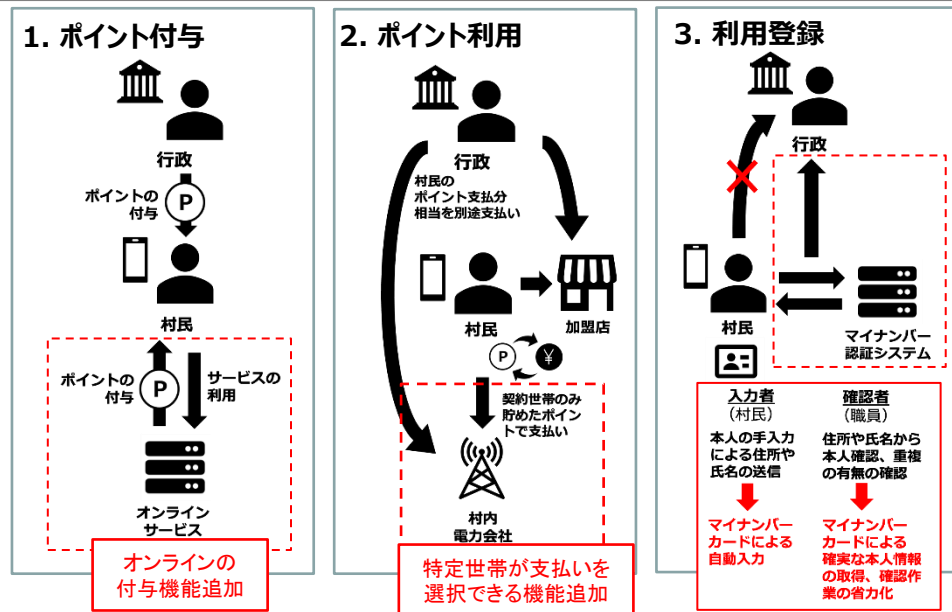 1. ポイント付与
行政
ポイントの
付与
P
村民
ポイントの
付与
P
サービスの
利用
オンライン
サービス
オンラインの
付与機能追加
2. ポイント利用
行政
村民の
ポイント支払分
相当を別途支払い
村民
加盟店
P
¥
契約世帯のみ
貯めたポイン
トで支払い
村内
電力会社
特定世帯が支払いを
選択できる機能追加
3. 利用登録
行政
村民
マイナンバー
認証システム
入力者
（村民）
本人の手入力
による住所や
氏名の送信
マイナンバー
カードによる
自動入力
確認者
（職員）
住所や氏名から
本人確認、重複
の有無の確認
マイナンバー
カードによる
確実な本人情報
の取得、確認作
業の省力化